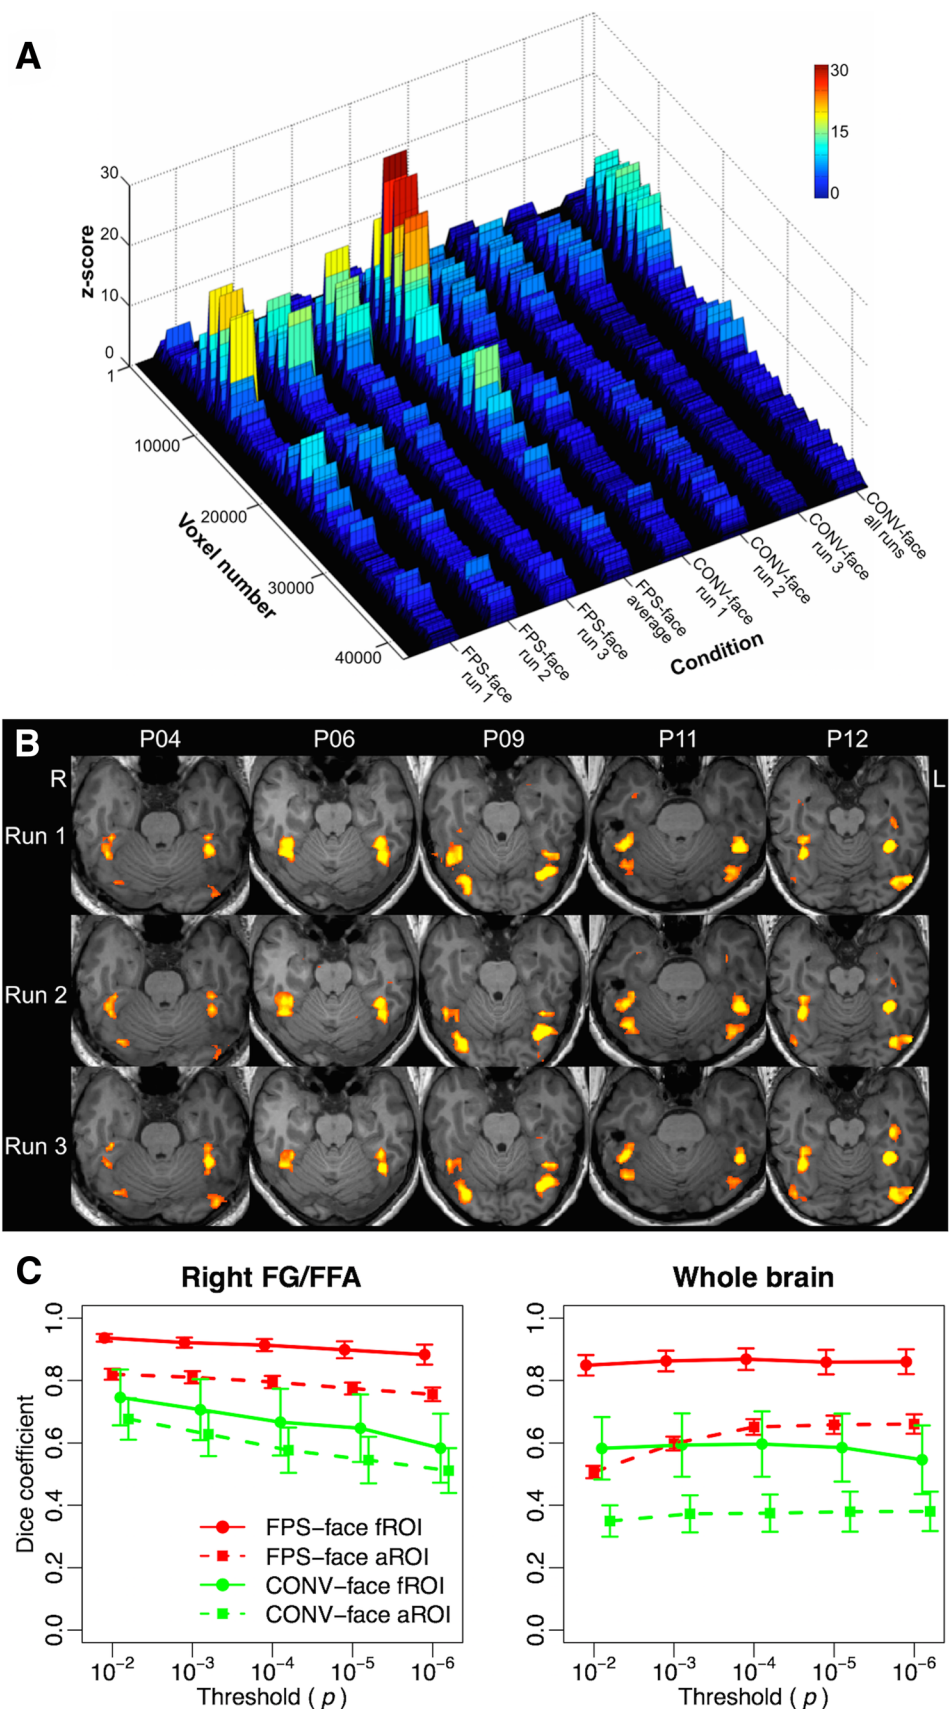 A
30
15
0
z-score
30
20
10
0
1
10000
20000
30000
40000
Voxel number
FPS-face
run 1
FPS-face
run 2
FPS-face
run 3
FPS-face
average
CONV-face
run 1
CONV-face
run 2
CONV-face
run 3
CONV-face
all runs
Condition
B
P04 P06 P09 P11 P12
R L
Run 1
Run 2
Run 3
C
Right FG/FFA
Dice coefficient
1.0
0.8
0.6
0.4
0.2
0.0
FPS−face fROI
FPS−face aROI
CONV−face fROI
CONV−face aROI
10⁻² 10⁻³ 10⁻⁴ 10⁻⁵ 10⁻⁶
Threshold ( p )
Whole brain
1.0
0.8
0.6
0.4
0.2
0.0
10⁻² 10⁻³ 10⁻⁴ 10⁻⁵ 10⁻⁶
Threshold ( p )